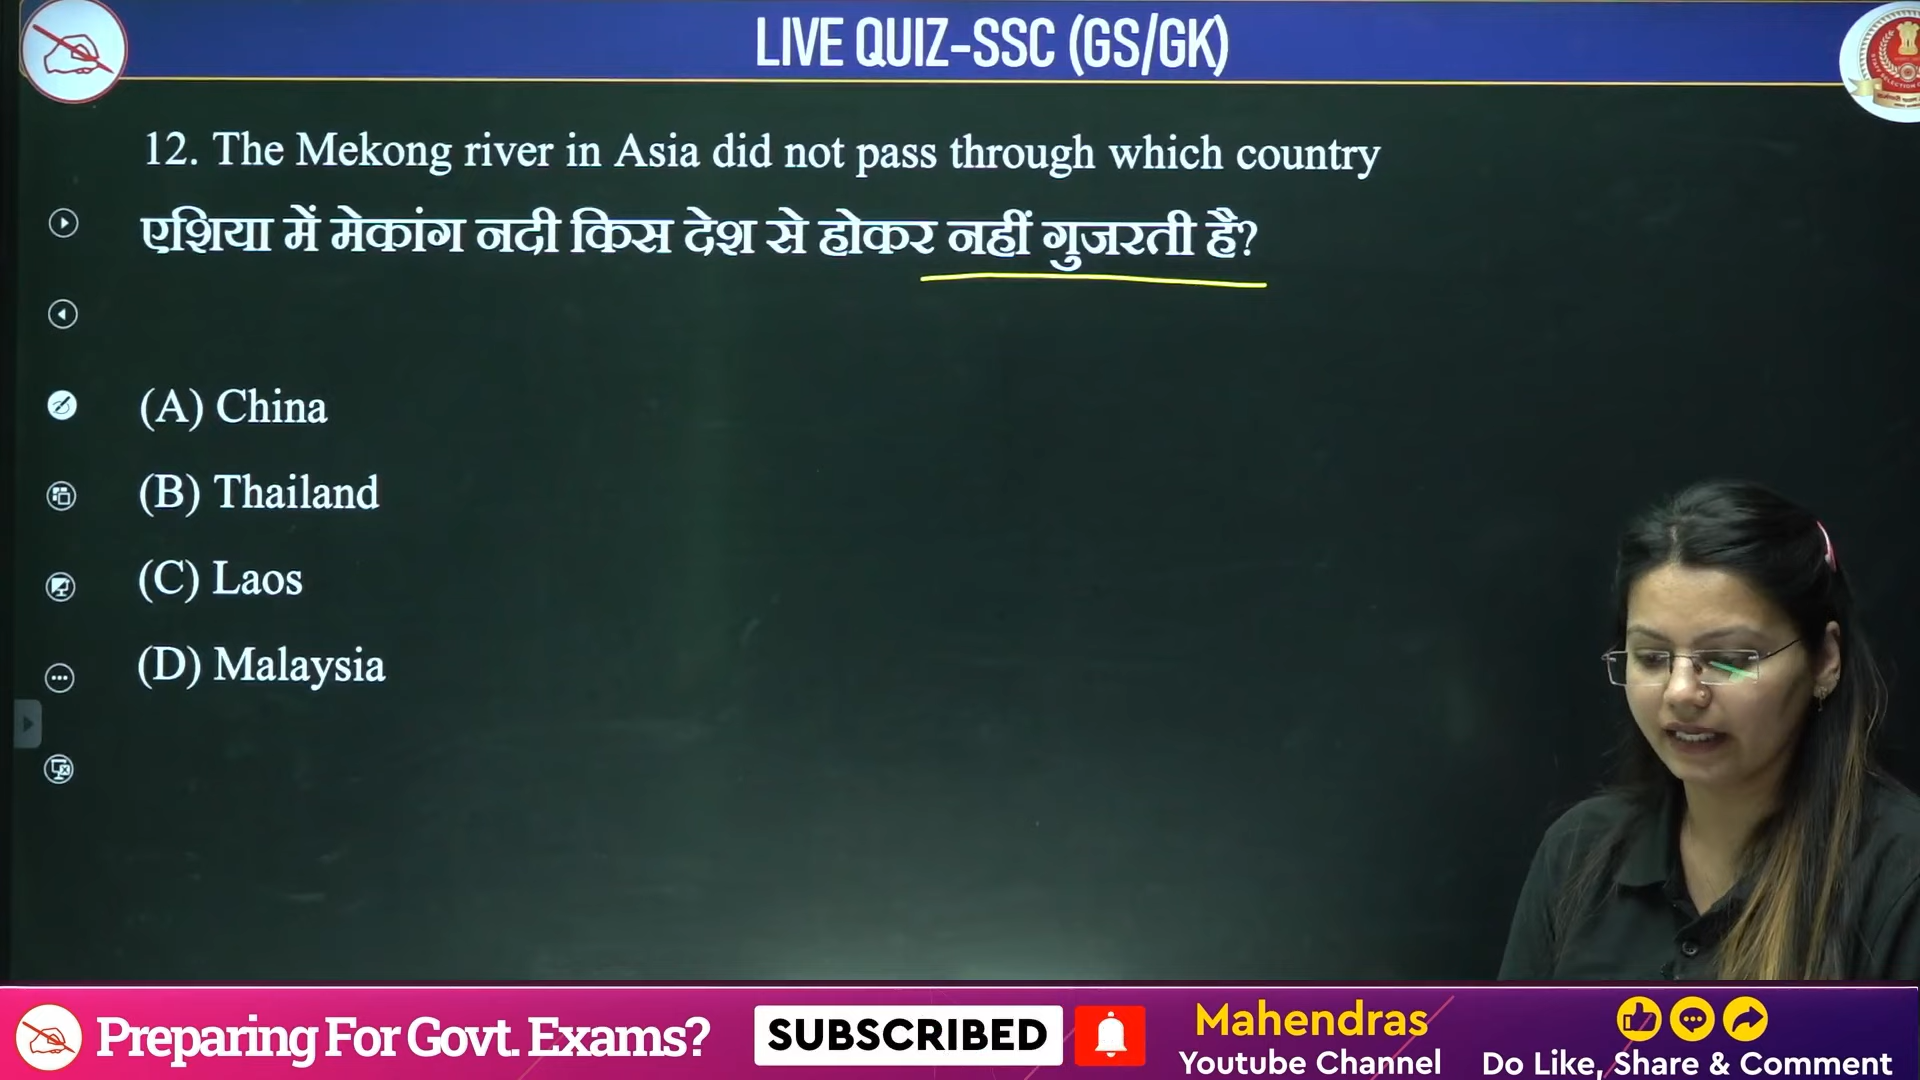 LIVE QUIZ-SSC (GS/GK)
12. The Mekong river in Asia did not pass through which country
एशिया में मेकांग नदी किस देश से होकर नहीं गुजरती है?
(A) China
(B) Thailand
(C) Laos
(D) Malaysia
Preparing For Govt. Exams?
SUBSCRIBED
Mahendras
Youtube Channel
Do Like, Share & Comment